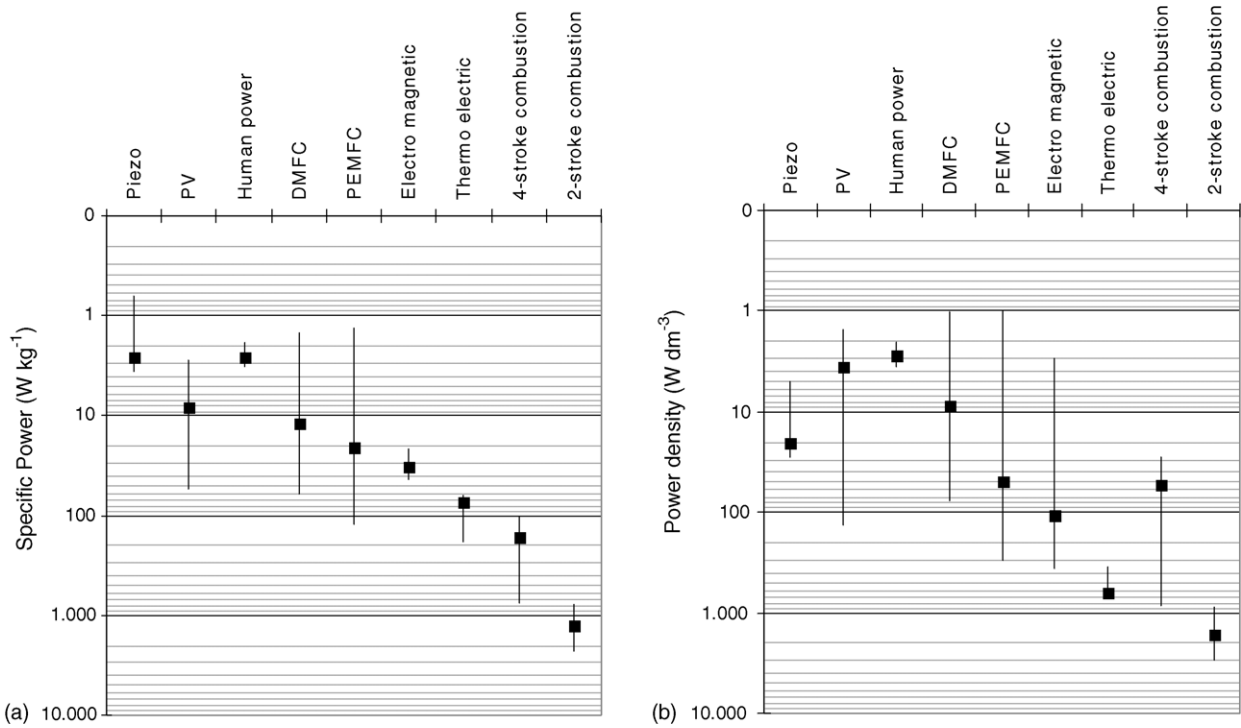 Piezo
PV
Human power
DMFC
PEMFC
Electro magnetic
Thermo electric
4-stroke combustion
2-stroke combustion
Specific Power (W kg-1)
0
1
10
100
1.000
10.000
(a)
Piezo
PV
Human power
DMFC
PEMFC
Electro magnetic
Thermo electric
4-stroke combustion
2-stroke combustion
Power density (W dm-3)
0
1
10
100
1.000
10.000
(b)